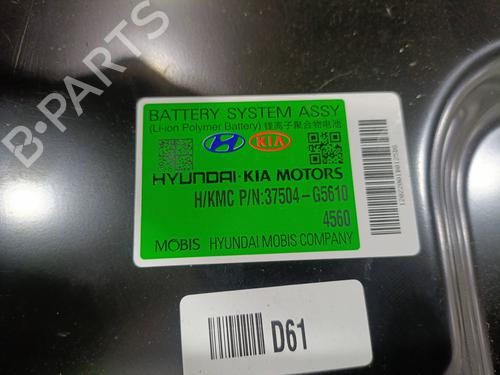 B·PARTS
BATTERY SYSTEM ASSY
(Li-ion Polymer Battery) 锂离子聚合物电池
KIA
HYUNDAI·KIA MOTORS
H/KMC P/N:37504-G5610
4560
MOBIS HYUNDAI MOBIS COMPANY
D61